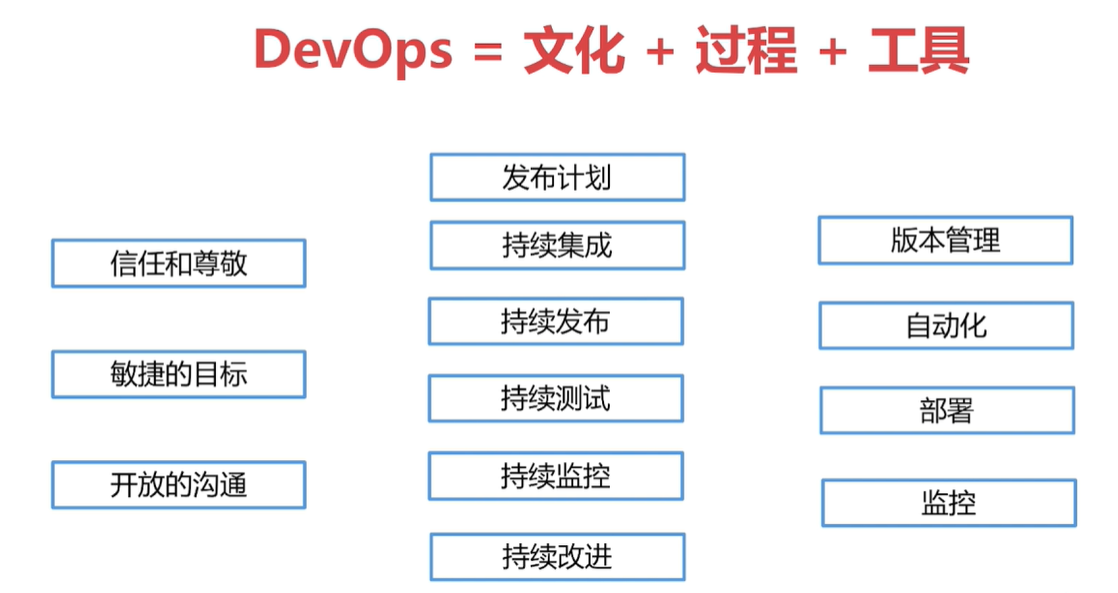 DevOps = 文化 + 过程 + 工具
信任和尊敬
敏捷的目标
开放的沟通
发布计划
持续集成
持续发布
持续测试
持续监控
持续改进
版本管理
自动化
部署
监控